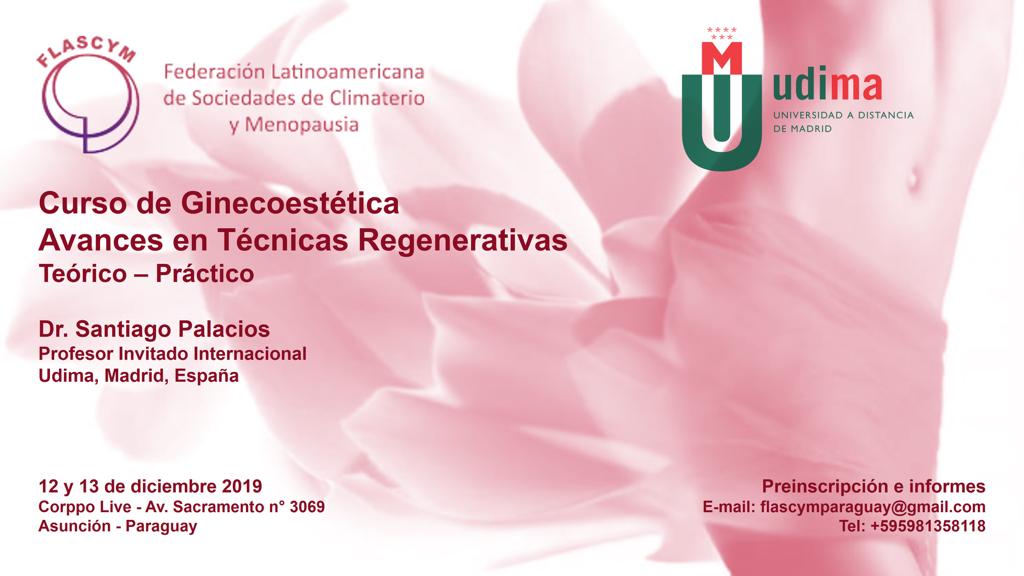 FLASCYM
Federación Latinoamericana
de Sociedades de Climaterio
y Menopausia
udima
UNIVERSIDAD A DISTANCIA
DE MADRID
Curso de Ginecoestética
Avances en Técnicas Regenerativas
Teórico – Práctico
Dr. Santiago Palacios
Profesor Invitado Internacional
Udima, Madrid, España
12 y 13 de diciembre 2019
Corppo Live - Av. Sacramento n° 3069
Asunción - Paraguay
Preinscripción e informes
E-mail: flascymparaguay@gmail.com
Tel: +595981358118